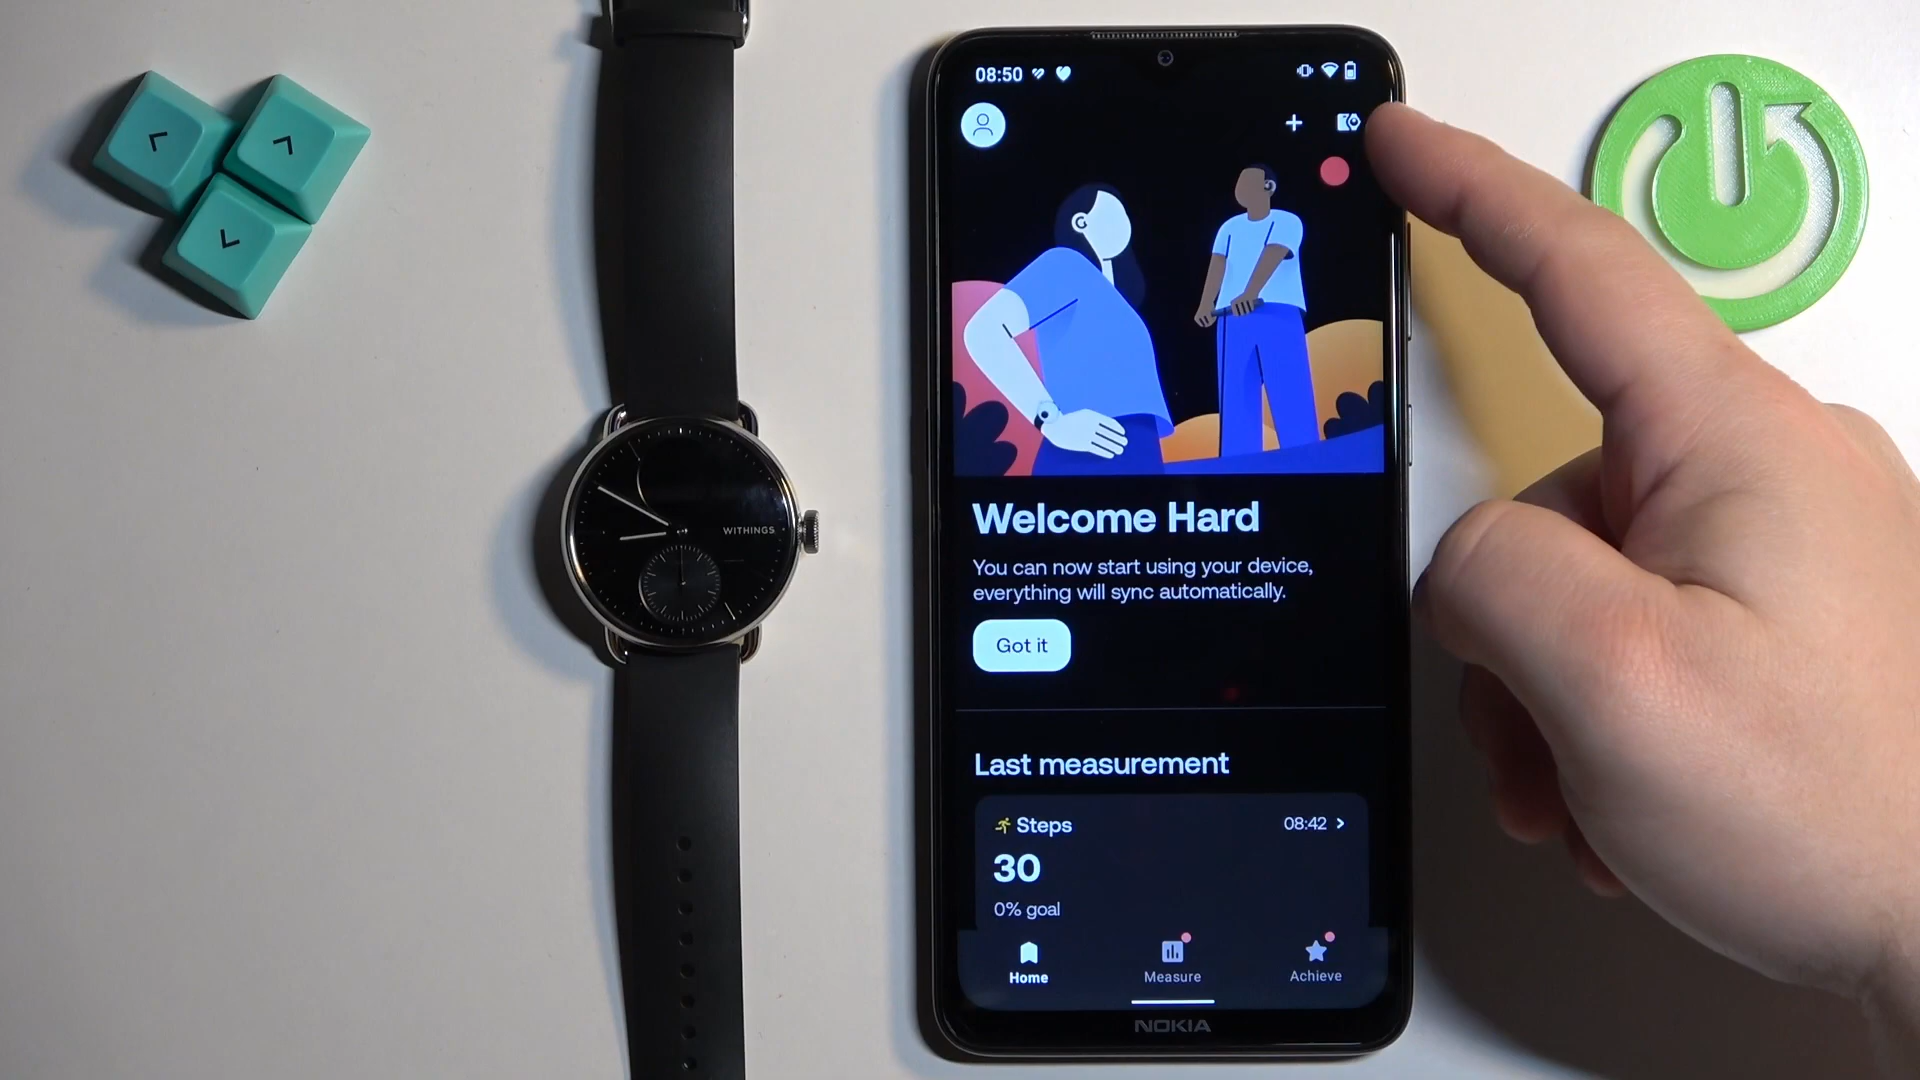 08:50
WITHINGS
Welcome Hard
You can now start using your device,
everything will sync automatically.
Got it
Last measurement
Steps
08:42
30
0% goal
Home
Measure
Achieve
NOKIA